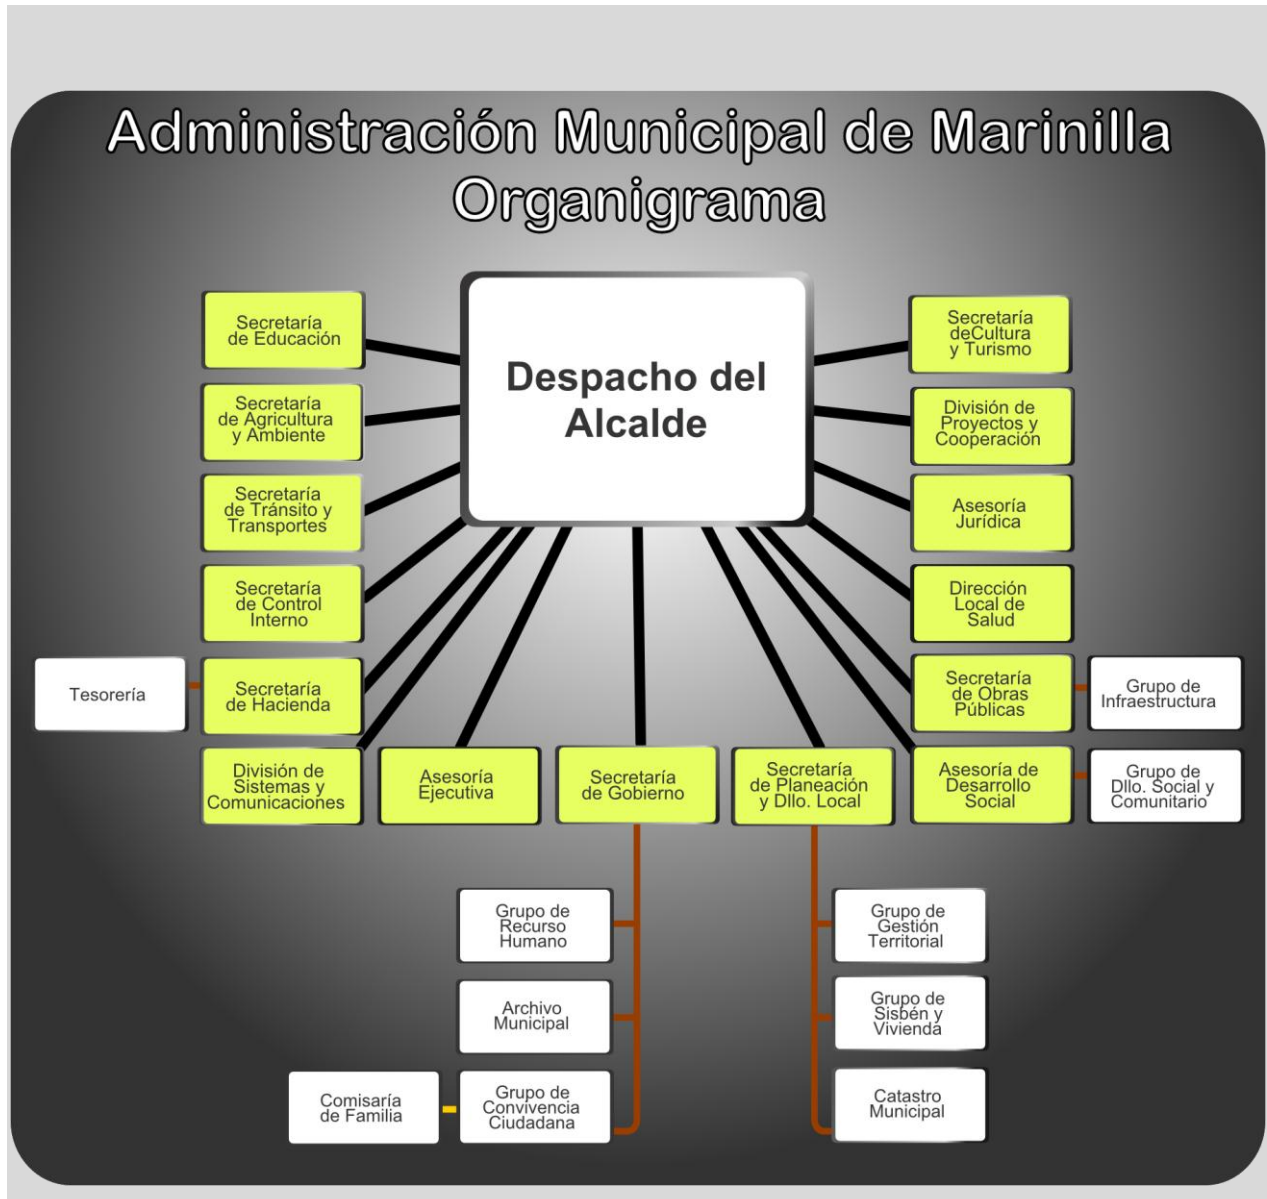 Administración Municipal de Marinilla
Organigrama
Despacho del
Alcalde
Secretaría
de Educación
Secretaría
de Agricultura
y Ambiente
Secretaría
de Tránsito y
Transportes
Secretaría
de Control
Interno
Tesorería
Secretaría
de Hacienda
División de
Sistemas y
Comunicaciones
Asesoría
Ejecutiva
Secretaría
de Gobierno
Secretaría
de Planeación
y Dllo. Local
Secretaría
deCultura
y Turismo
División de
Proyectos y
Cooperación
Asesoría
Jurídica
Dirección
Local de
Salud
Secretaría
de Obras
Públicas
Grupo de
Infraestructura
Asesoría de
Desarrollo
Social
Grupo de
Dllo. Social y
Comunitario
Grupo de
Recurso
Humano
Archivo
Municipal
Comisaría
de Familia
Grupo de
Convivencia
Ciudadana
Grupo de
Gestión
Territorial
Grupo de
Sisbén y
Vivienda
Catastro
Municipal